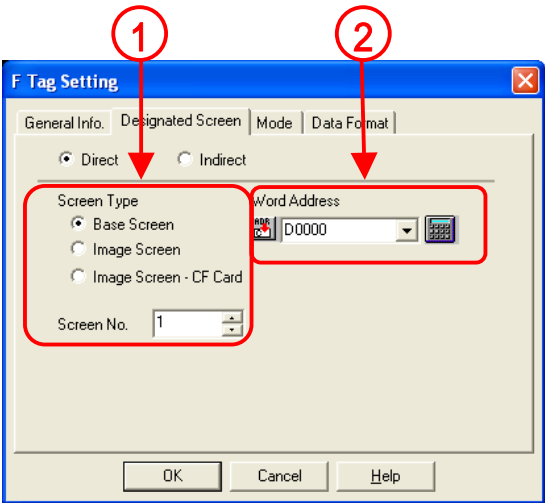 1 2
F Tag Setting
General Info. Designated Screen Mode Data Format
Direct Indirect
Screen Type Word Address
Base Screen D0000
Image Screen
Image Screen - CF Card
Screen No. 1
OK Cancel Help